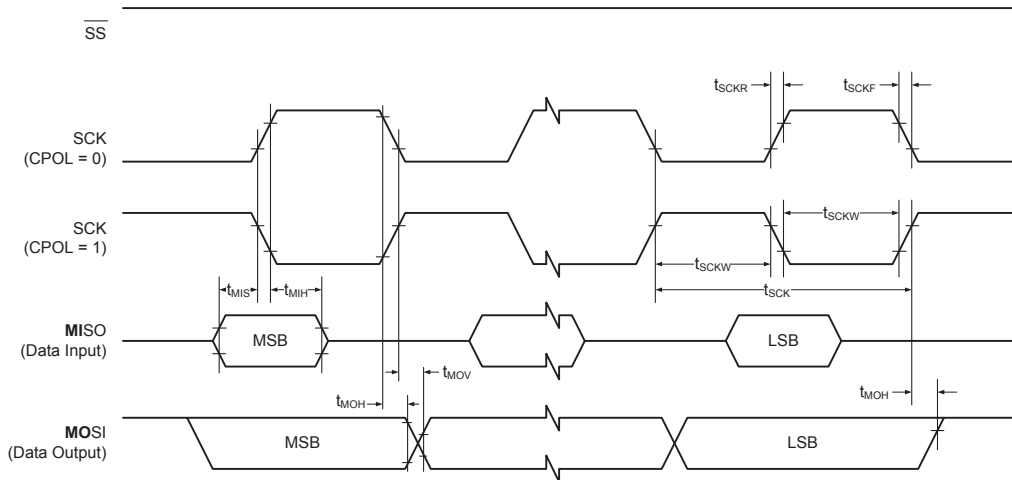 SS
tSCKR
tSCKF
SCK
(CPOL = 0)
SCK
(CPOL = 1)
tSCKW
tSCKW
tMIS
tMIH
tSCK
MISO
(Data Input)
MSB
LSB
tMOV
tMOH
tMOH
MOSI
(Data Output)
MSB
LSB